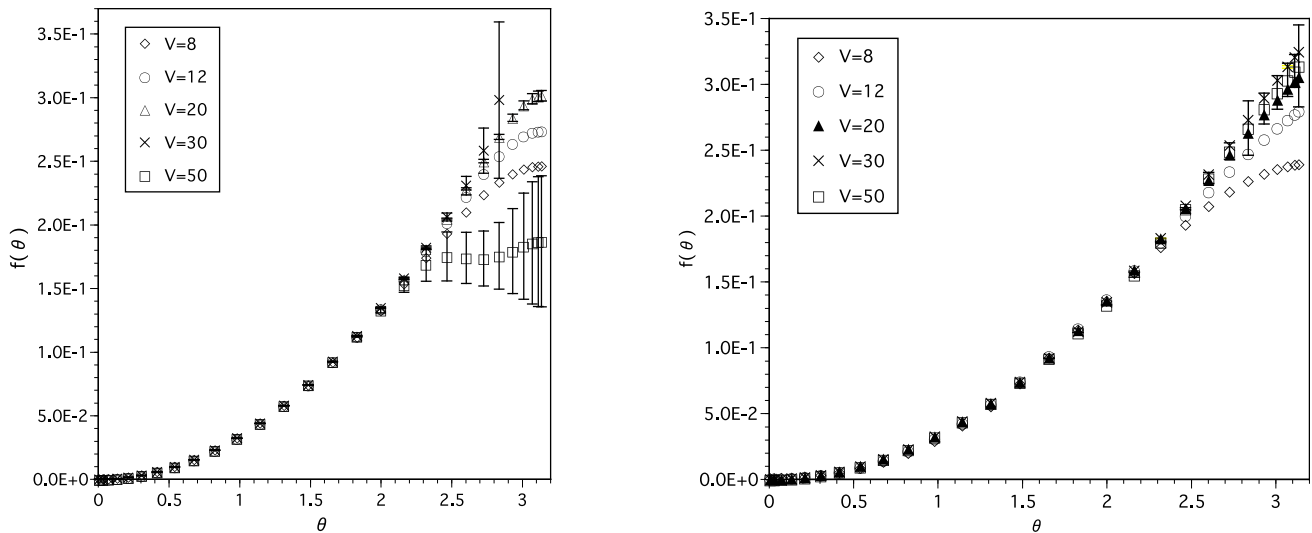 3.5E-1
3.0E-1
2.5E-1
2.0E-1
1.5E-1
1.0E-1
5.0E-2
0.0E+0
f(θ)
V=8
V=12
V=20
V=30
V=50
0 0.5 1 1.5 2 2.5 3
θ
3.5E-1
3.0E-1
2.5E-1
2.0E-1
1.5E-1
1.0E-1
5.0E-2
0.0E+0
f(θ)
V=8
V=12
V=20
V=30
V=50
0 0.5 1 1.5 2 2.5 3
θ